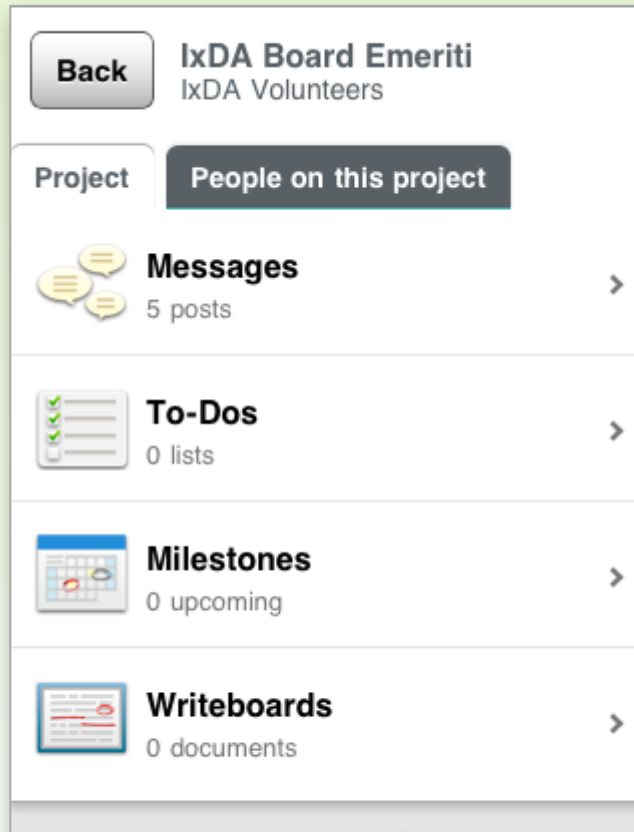 Back
IxDA Board Emeriti
IxDA Volunteers
Project
People on this project
Messages
5 posts
To-Dos
0 lists
Milestones
0 upcoming
Writeboards
0 documents